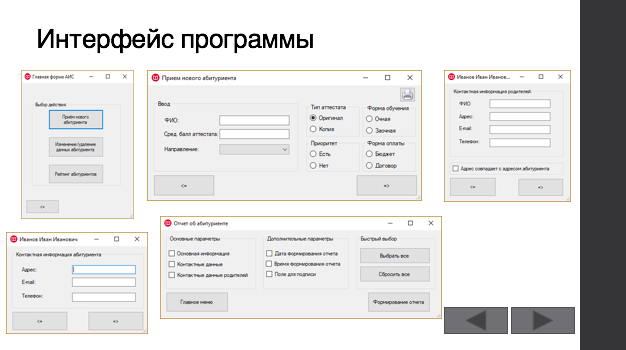 Интерфейс программы
Главная форма АИС
Выбор действия
Приём нового
абитуриента
Изменение/удаление
данных абитуриента
Рейтинг абитуриентов
<=
Прием нового абитуриента
Ввод
ФИО:
Сред. балл аттестата:
Направление:
Тип аттестата
Оригинал
Копия
Форма обучения
Очная
Заочная
Приоритет
Есть
Нет
Форма оплаты
Бюджет
Договор
<=
=>
Иванов Иван Иванов...
Контактная информация родителей
ФИО
Адрес:
E-mail:
Телефон:
Адрес совпадает с адресом абитуриента
<=
=>
Иванов Иван Иванович
Контактная информация абитуриента
Адрес:
E-mail:
Телефон:
<=
=>
Отчет об абитуриенте
Основные параметры
Основная информация
Контактные данные
Контактные данные родителей
Дополнительные параметры
Дата формирования отчета
Время формирования отчета
Поле для подписи
Быстрый выбор
Выбрать все
Сбросить все
Главное меню
Формирование отчета